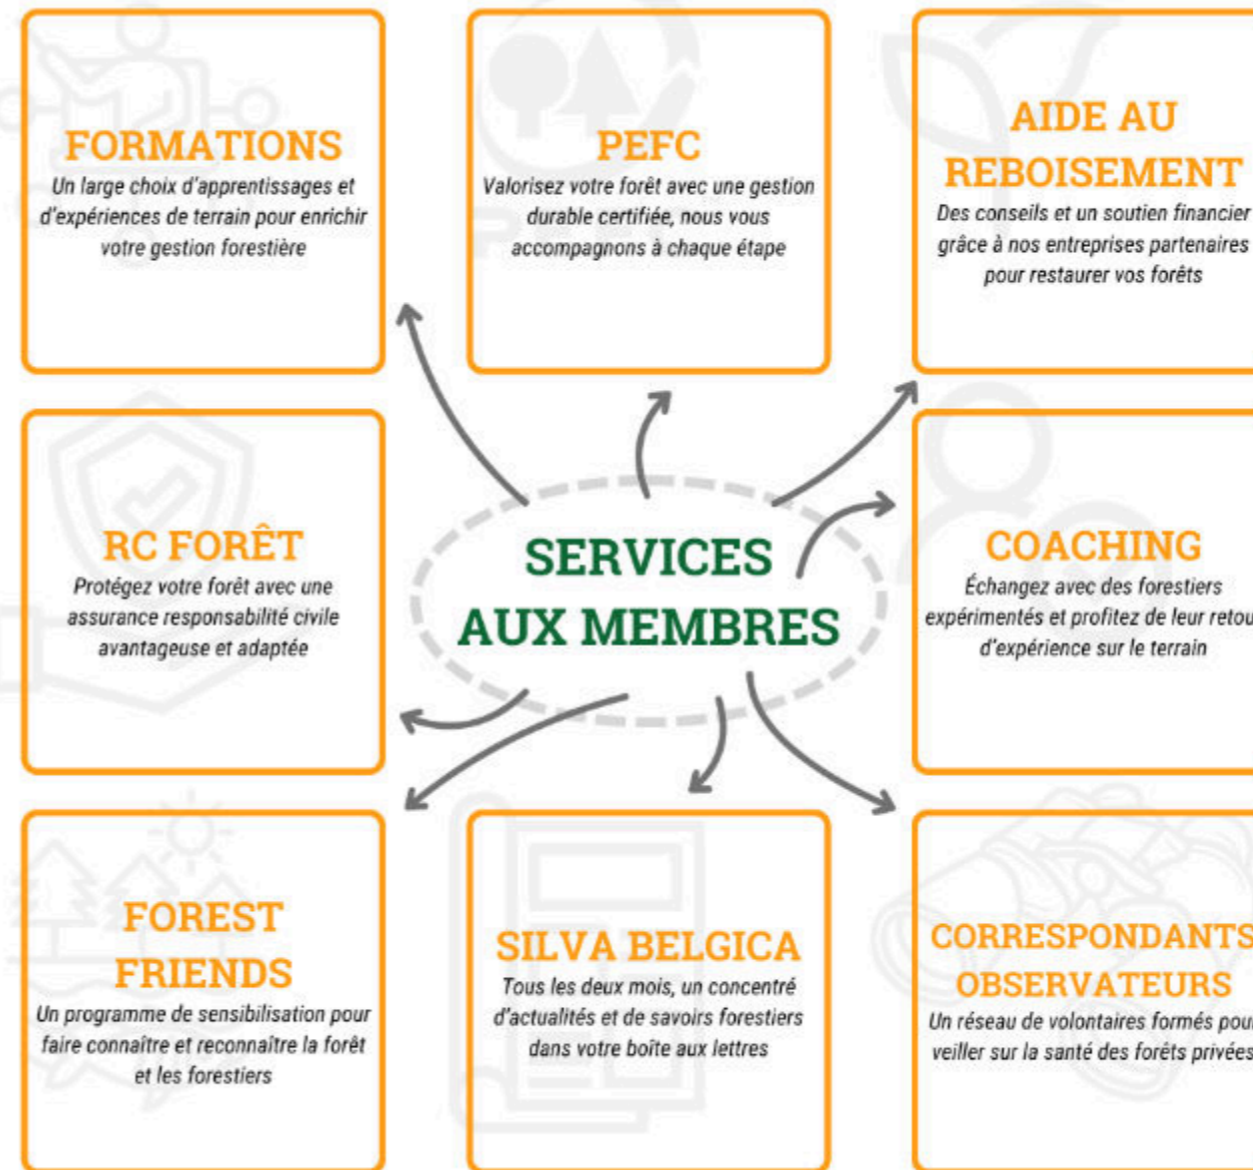 FORMATIONS
Un large choix d'apprentissages et
d'expériences de terrain pour enrichir
votre gestion forestière
PEFC
Valorisez votre forêt avec une gestion
durable certifiée, nous vous
accompagnons à chaque étape
AIDE AU
REBOISEMENT
Des conseils et un soutien financier
grâce à nos entreprises partenaires
pour restaurer vos forêts
RC FORÊT
Protégez votre forêt avec une
assurance responsabilité civile
avantageuse et adaptée
SERVICES
AUX MEMBRES
COACHING
Échangez avec des forestiers
expérimentés et profitez de leur retou
d'expérience sur le terrain
FOREST
FRIENDS
Un programme de sensibilisation pour
faire connaître et reconnaître la forêt
et les forestiers
SILVA BELGICA
Tous les deux mois, un concentré
d'actualités et de savoirs forestiers
dans votre boîte aux lettres
CORRESPONDANTS
OBSERVATEURS
Un réseau de volontaires formés pour
veiller sur la santé des forêts privées